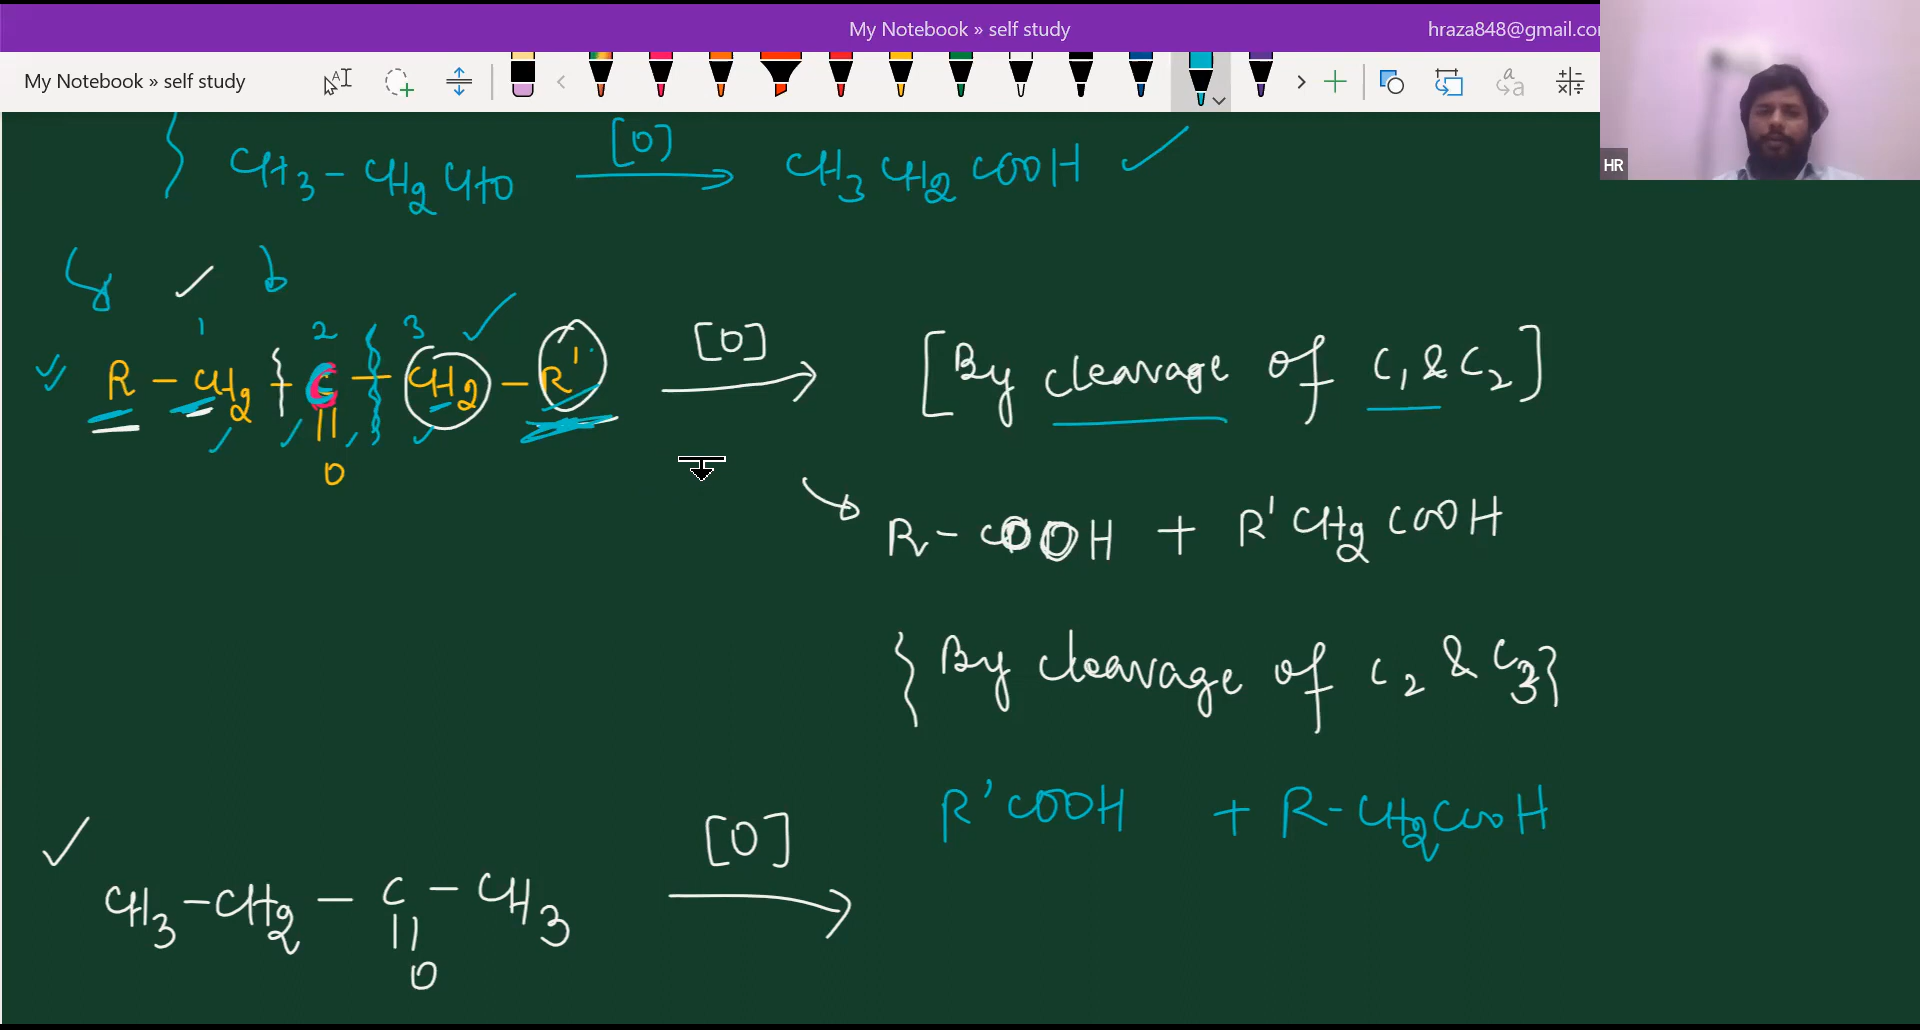 My Notebook » self study
hraza848@gmail.co
My Notebook » self study
HR
CH3 - CH2 CHO [O] → CH3 CH2 COOH ✓
1 2 3
R - CH2 - C - CH2 - R' [O] → [By cleavage of C1 & C2]
O
R - COOH + R' CH2 COOH
{By cleavage of C2 & C3}
R' COOH + R - CH2 COOH
CH3 - CH2 - C - CH3 [O] →
O